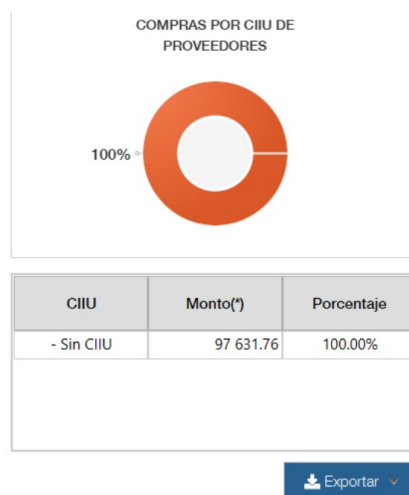 COMPRAS POR CIIU DE
PROVEEDORES
100%
CIIU Monto(*) Porcentaje
- Sin CIIU 97 631.76 100.00%
Exportar